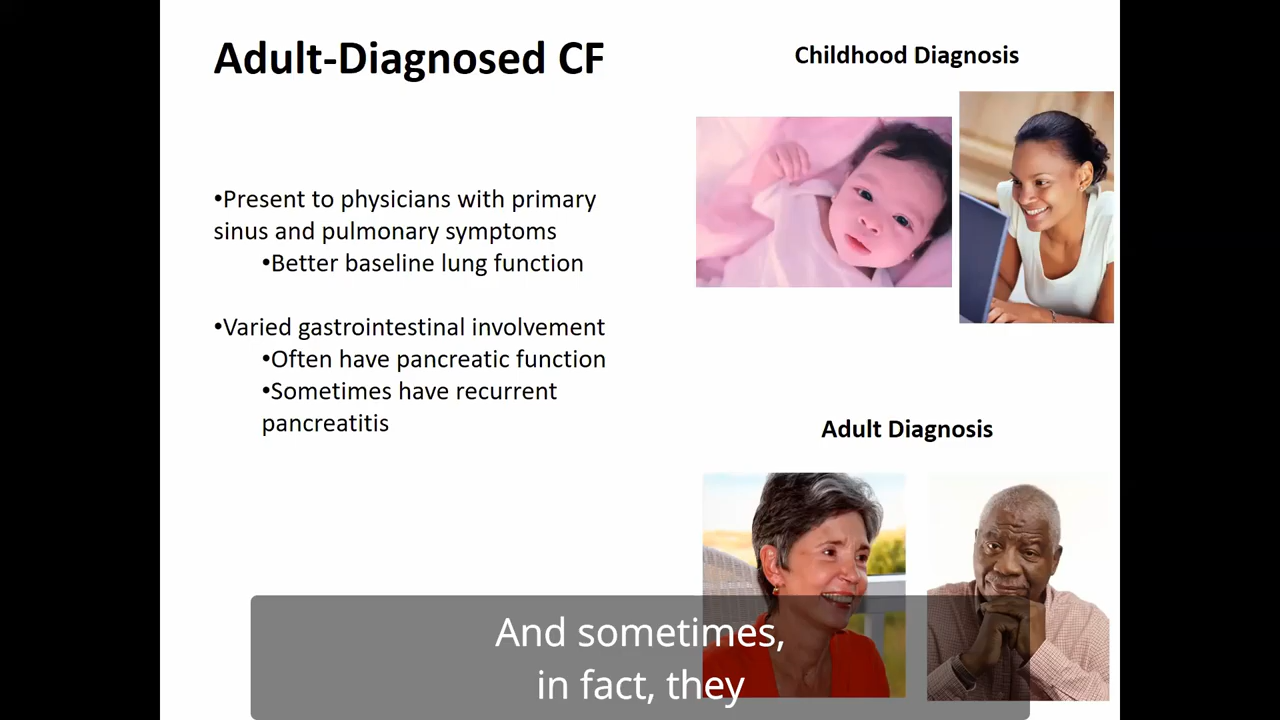 Adult-Diagnosed CF
•Present to physicians with primary
sinus and pulmonary symptoms
•Better baseline lung function
•Varied gastrointestinal involvement
•Often have pancreatic function
•Sometimes have recurrent
pancreatitis
Childhood Diagnosis
Adult Diagnosis
And sometimes,
in fact, they